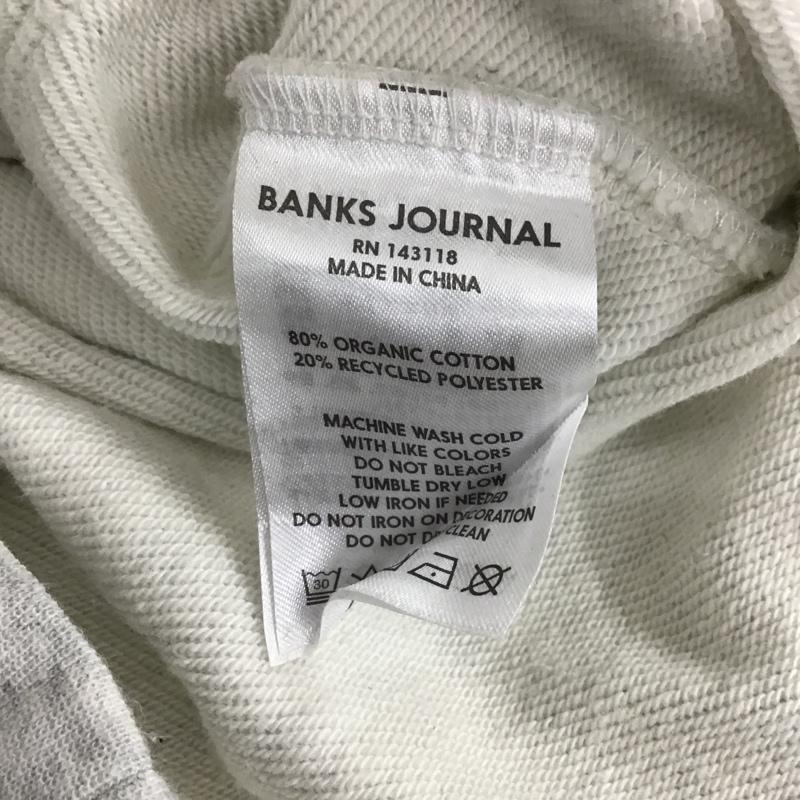 BANKS JOURNAL
RN 143118
MADE IN CHINA
80% ORGANIC COTTON
20% RECYCLED POLYESTER
MACHINE WASH COLD
WITH LIKE COLORS
DO NOT BLEACH
TUMBLE DRY LOW
LOW IRON IF NEEDED
DO NOT IRON ON DECORATION
DO NOT DRY CLEAN
30